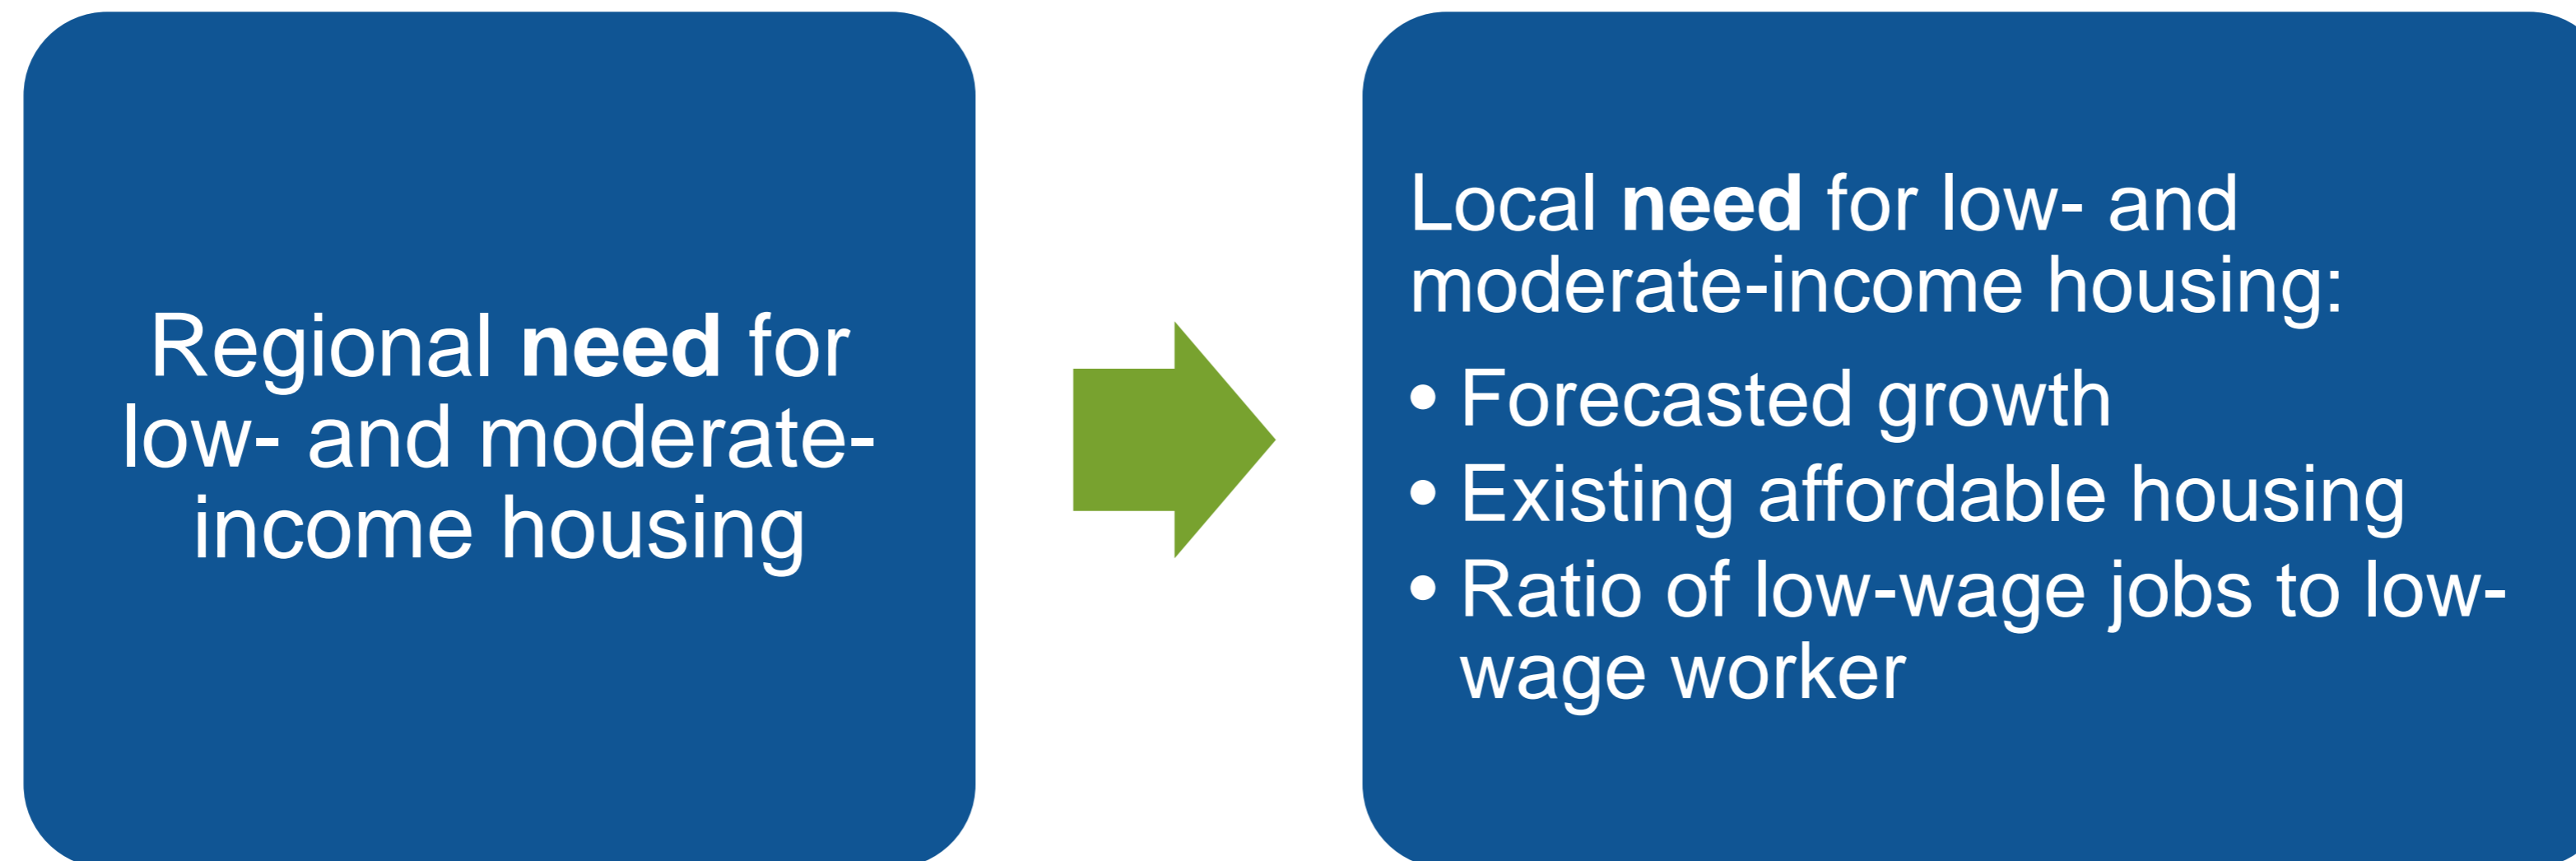 Regional need for
low- and moderate-
income housing
Local need for low- and
moderate-income housing:
• Forecasted growth
• Existing affordable housing
• Ratio of low-wage jobs to low-
wage worker